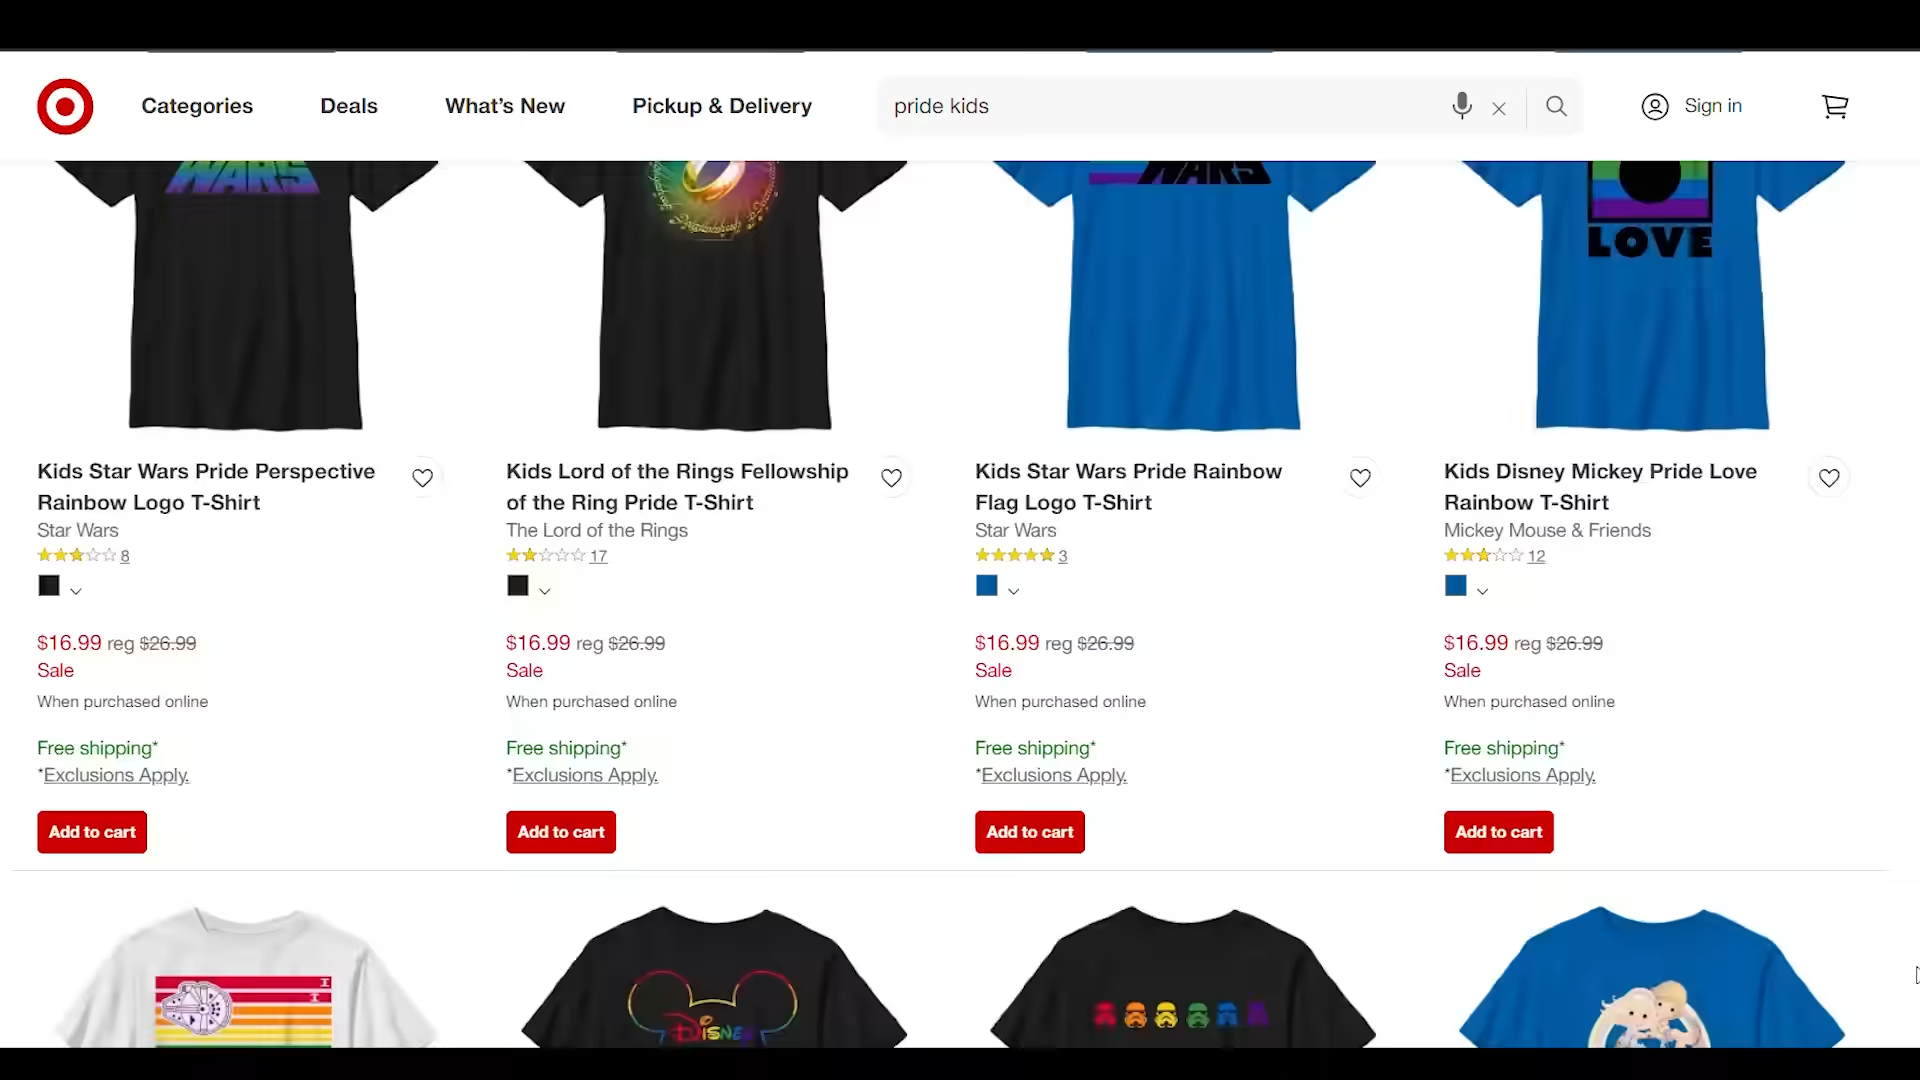 Categories
Deals
What's New
Pickup & Delivery
pride kids
Sign in
WARS
WARS
LOVE
Kids Star Wars Pride Perspective
Rainbow Logo T-Shirt
Star Wars
8
$16.99 reg $26.99
Sale
When purchased online
Free shipping*
*Exclusions Apply.
Add to cart
Kids Lord of the Rings Fellowship
of the Ring Pride T-Shirt
The Lord of the Rings
17
$16.99 reg $26.99
Sale
When purchased online
Free shipping*
*Exclusions Apply.
Add to cart
Kids Star Wars Pride Rainbow
Flag Logo T-Shirt
Star Wars
3
$16.99 reg $26.99
Sale
When purchased online
Free shipping*
*Exclusions Apply.
Add to cart
Kids Disney Mickey Pride Love
Rainbow T-Shirt
Mickey Mouse & Friends
12
$16.99 reg $26.99
Sale
When purchased online
Free shipping*
*Exclusions Apply.
Add to cart
DISNEY